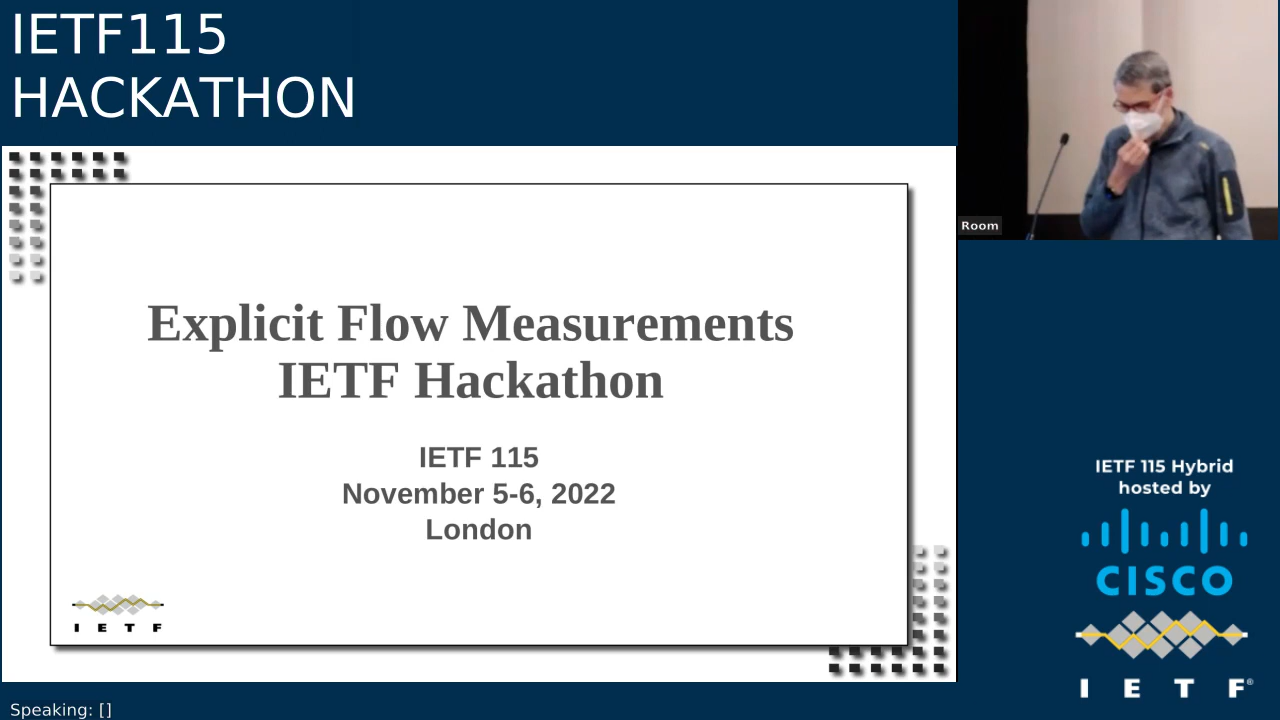 IETF115
HACKATHON
Room
Explicit Flow Measurements
IETF Hackathon
IETF 115
November 5-6, 2022
London
I E T F
IETF 115 Hybrid
hosted by
CISCO
I E T F®
Speaking: []